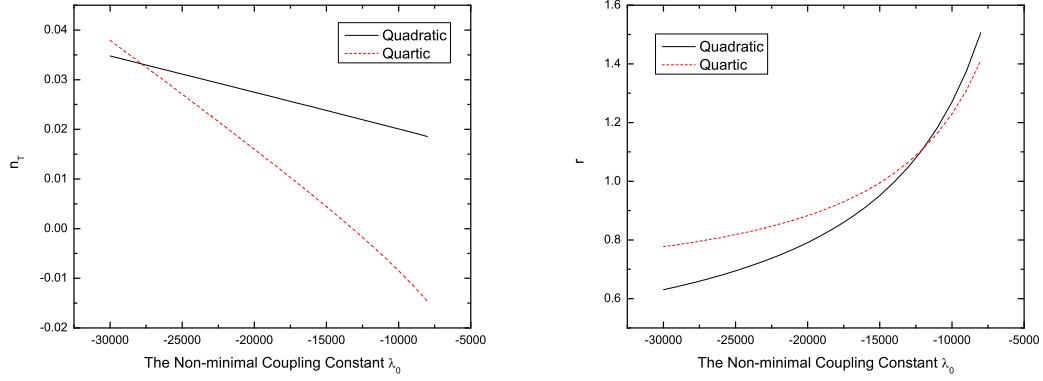 0.04
0.03
0.02
0.01
0.00
-0.01
-0.02
n_T
Quadratic
Quartic
-30000 -25000 -20000 -15000 -10000 -5000
The Non-minimal Coupling Constant λ₀
1.6
1.4
1.2
1.0
0.8
0.6
r
Quadratic
Quartic
-30000 -25000 -20000 -15000 -10000 -5000
The Non-minimal Coupling Constant λ₀